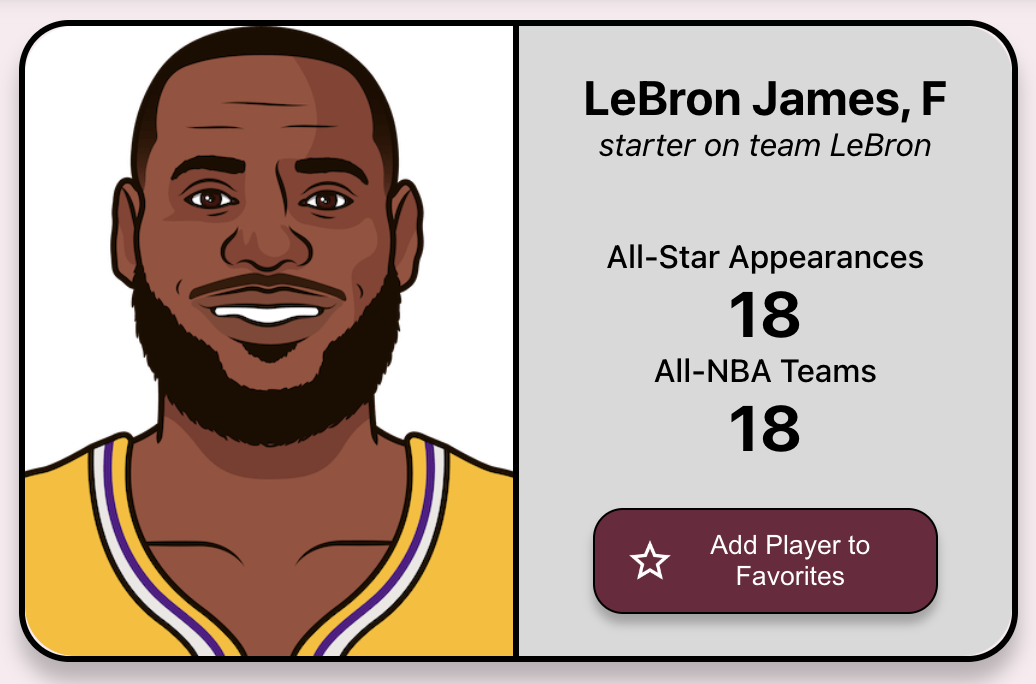 LeBron James, F
starter on team LeBron
All-Star Appearances
18
All-NBA Teams
18
Add Player to
Favorites